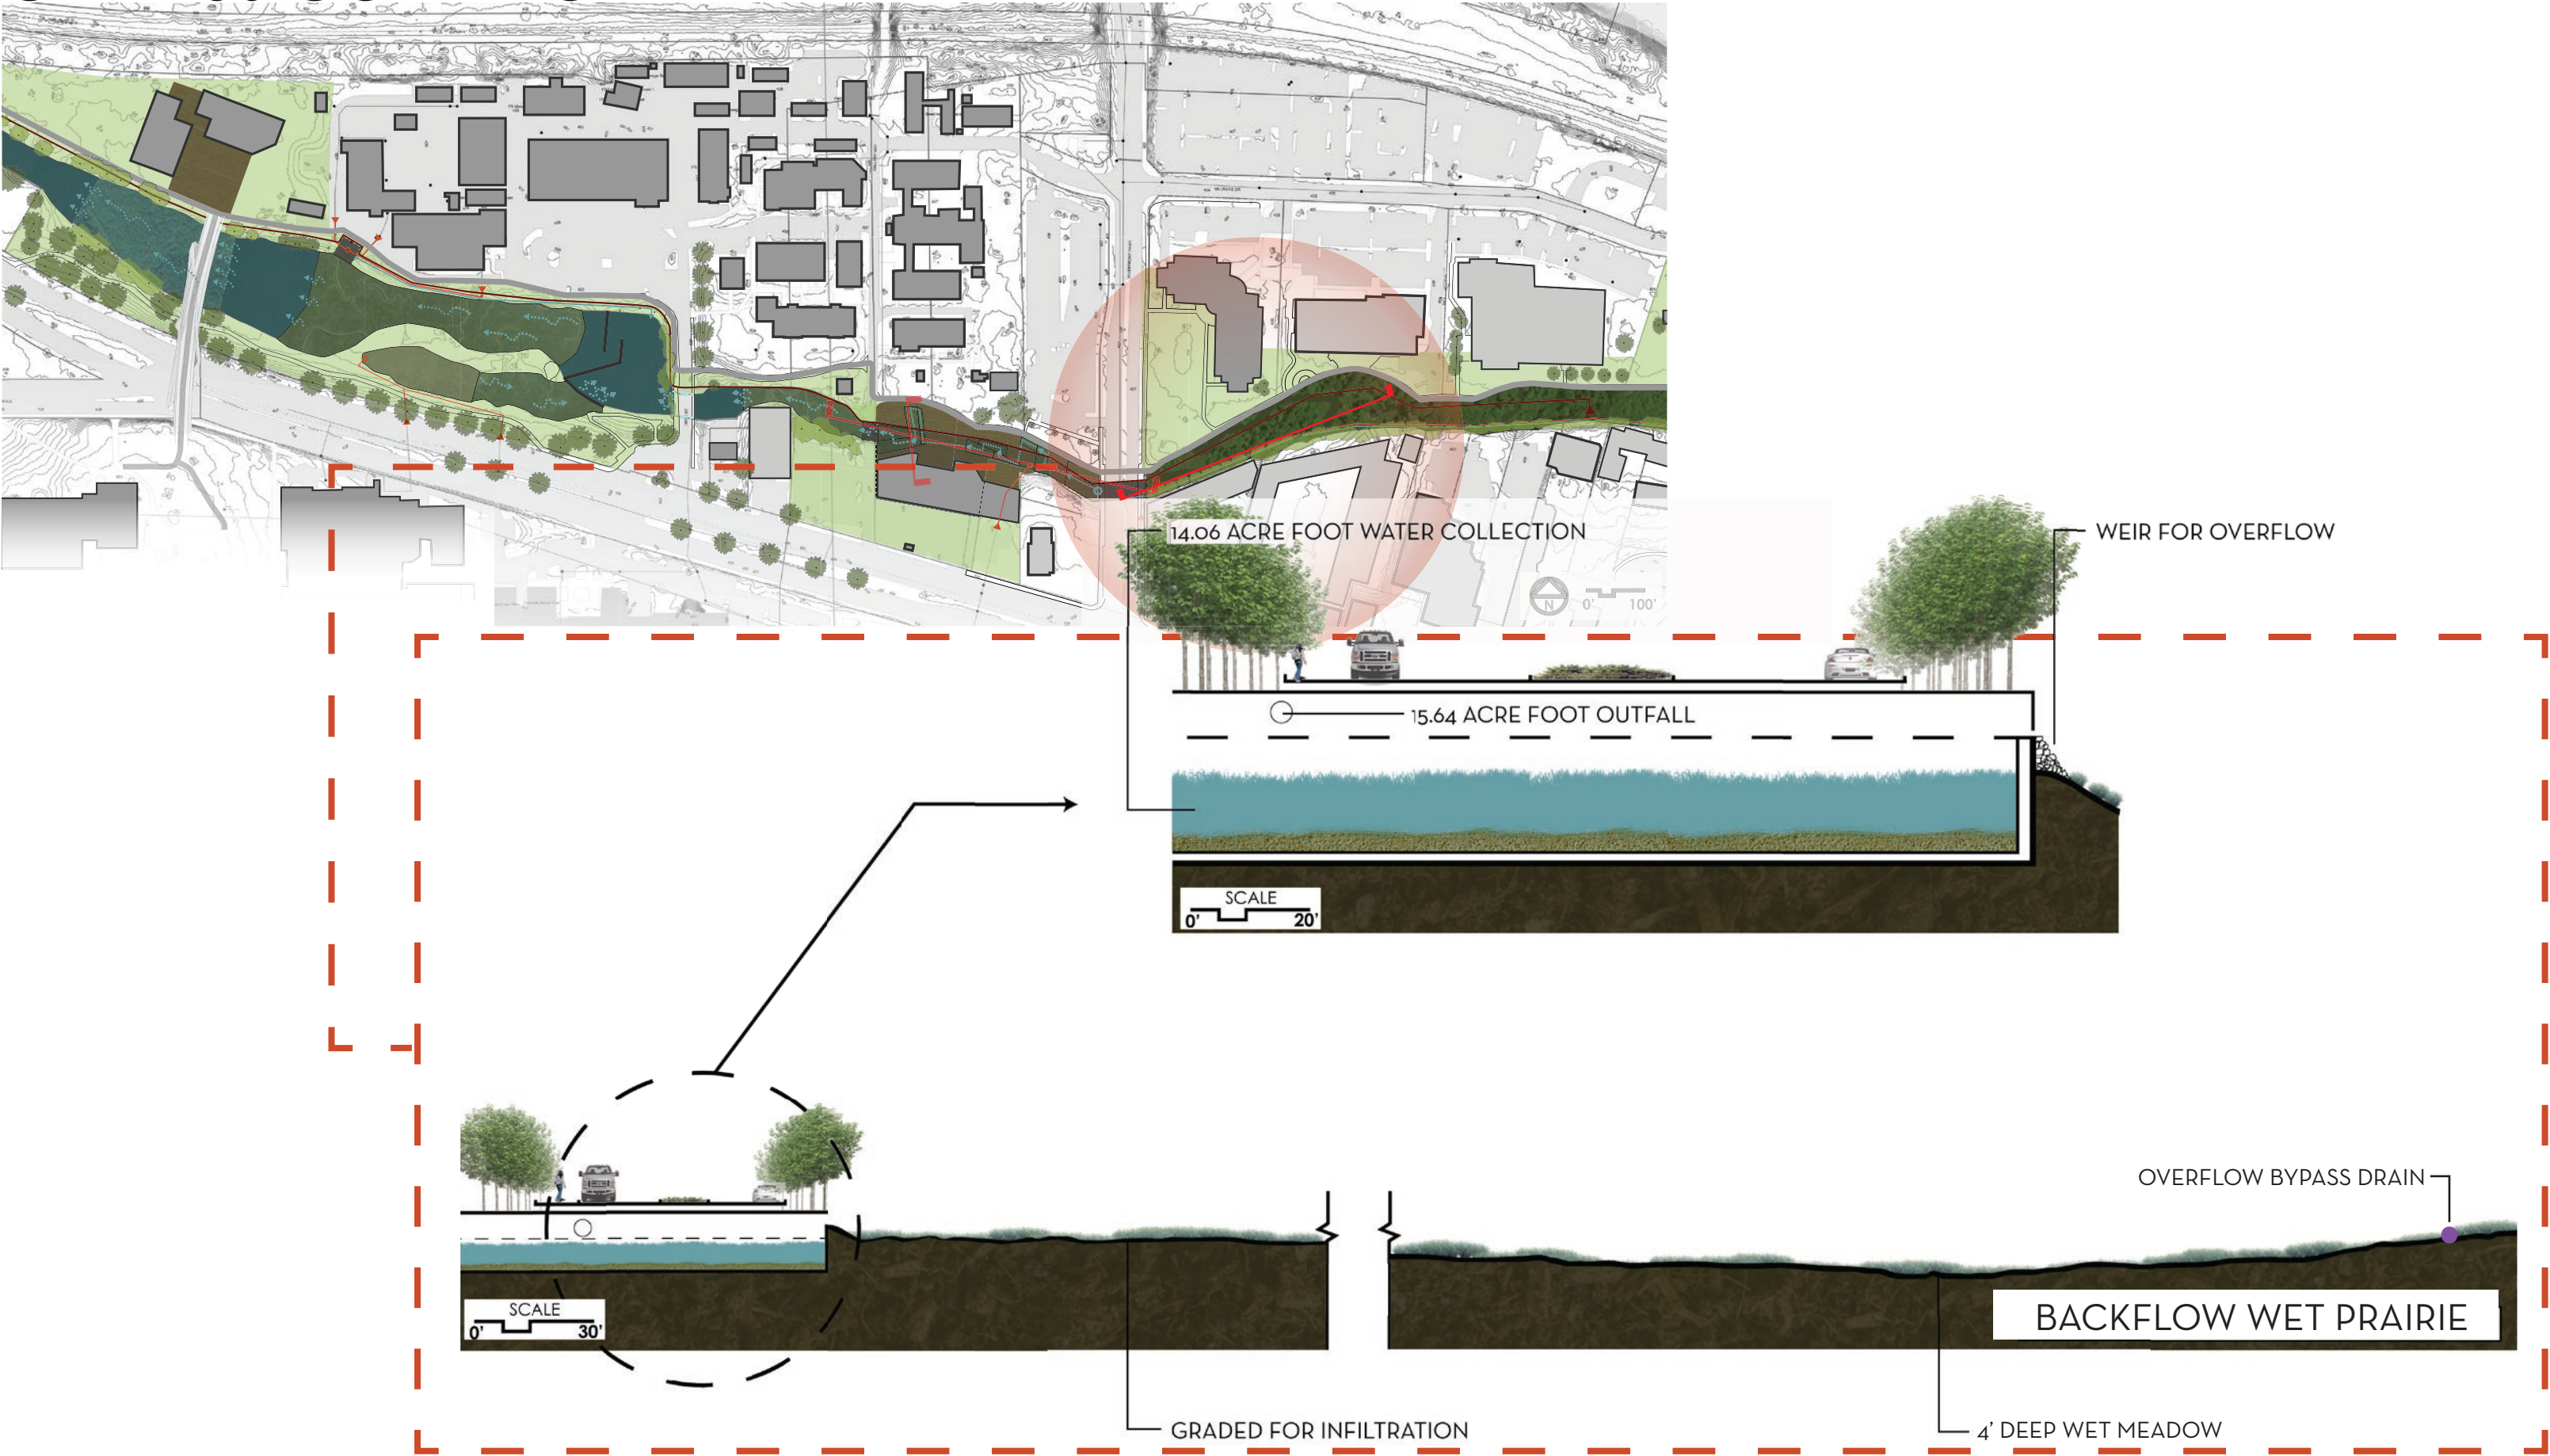 N
0' 100'
14.06 ACRE FOOT WATER COLLECTION
WEIR FOR OVERFLOW
15.64 ACRE FOOT OUTFALL
SCALE
0' 20'
OVERFLOW BYPASS DRAIN
SCALE
0' 30'
BACKFLOW WET PRAIRIE
GRADED FOR INFILTRATION
4' DEEP WET MEADOW